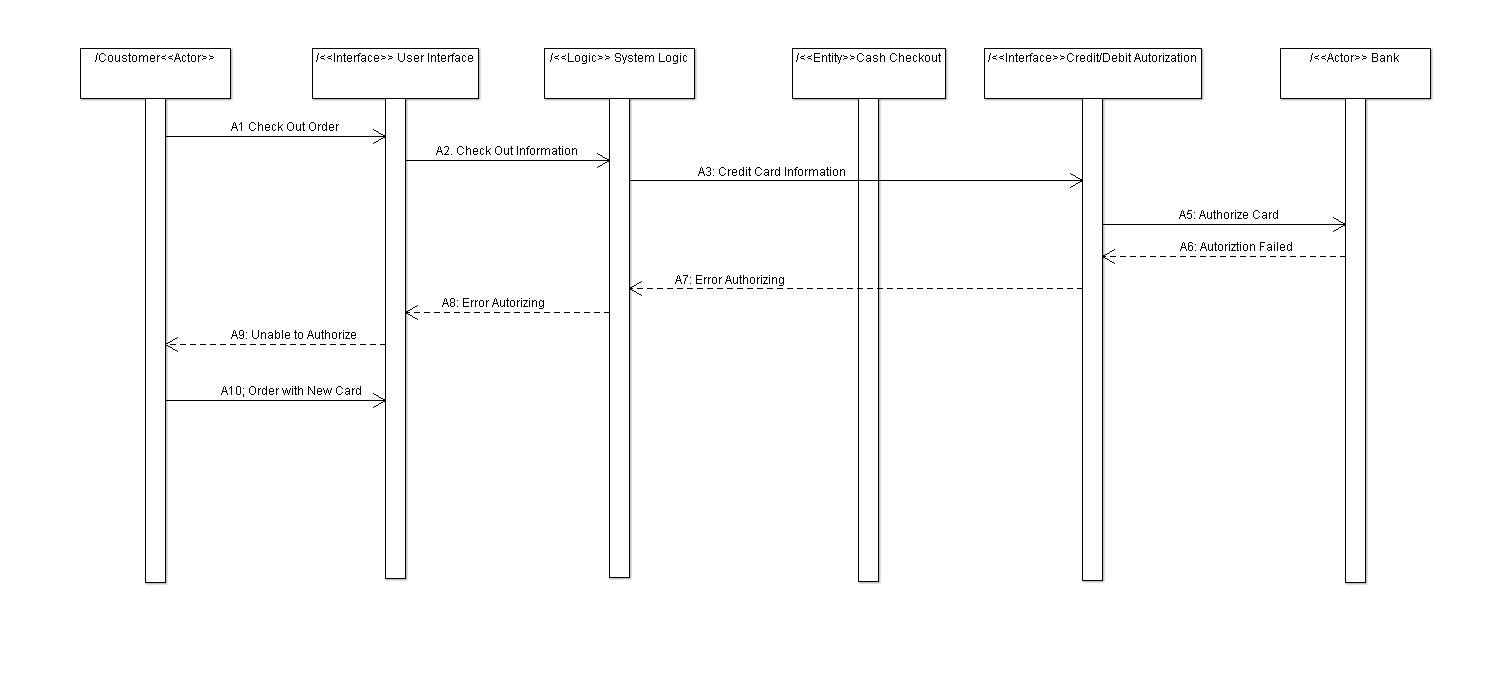 /Coustomer<<Actor>>
/<<Interface>> User Interface
/<<Logic>> System Logic
/<<Entity>>Cash Checkout
/<<Interface>>Credit/Debit Autorization
/<<Actor>> Bank
A1 Check Out Order
A2. Check Out Information
A3: Credit Card Information
A5: Authorize Card
A6: Autoriztion Failed
A7: Error Authorizing
A8: Error Autorizing
A9: Unable to Authorize
A10; Order with New Card